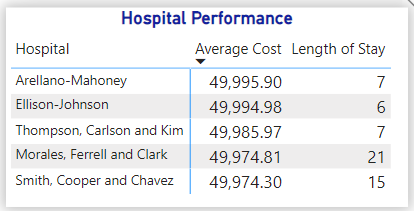 Hospital Performance
Hospital Average Cost Length of Stay
Arellano-Mahoney 49,995.90 7
Ellison-Johnson 49,994.98 6
Thompson, Carlson and Kim 49,985.97 7
Morales, Ferrell and Clark 49,974.81 21
Smith, Cooper and Chavez 49,974.30 15